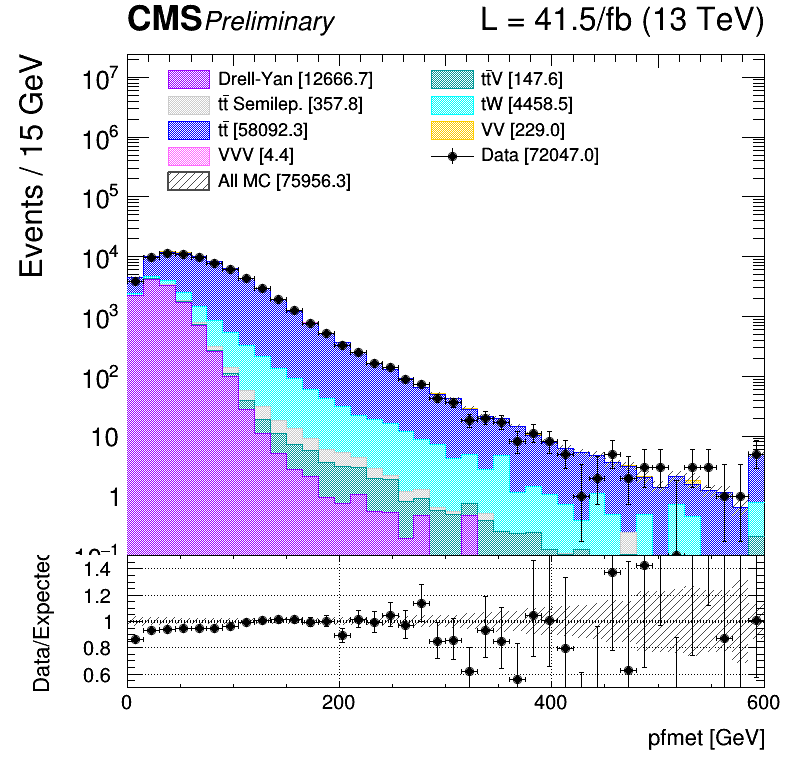 CMS Preliminary L = 41.5/fb (13 TeV)
Events / 15 GeV
Drell-Yan [12666.7]
tt̄ Semilep. [357.8]
tt̄ [58092.3]
VVV [4.4]
All MC [75956.3]
tt̄V [147.6]
tW [4458.5]
VV [229.0]
Data [72047.0]
10⁷
10⁶
10⁵
10⁴
10³
10²
10
1
10⁻¹
Data/Expected
1.4
1.2
1
0.8
0.6
0 200 400 600
pfmet [GeV]